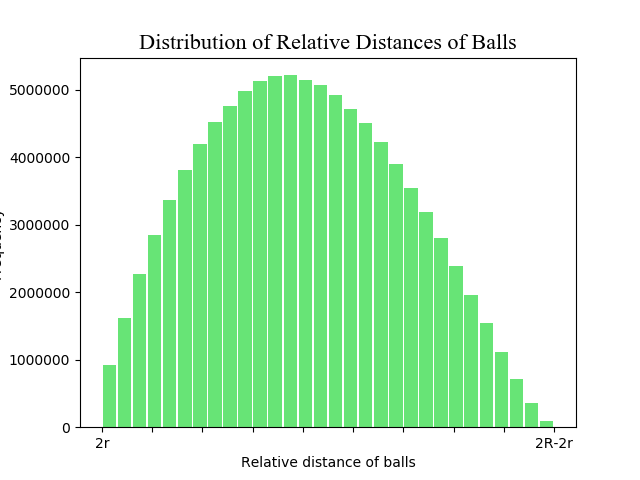 Distribution of Relative Distances of Balls
5000000
4000000
3000000
2000000
1000000
0
2r
2R-2r
Relative distance of balls